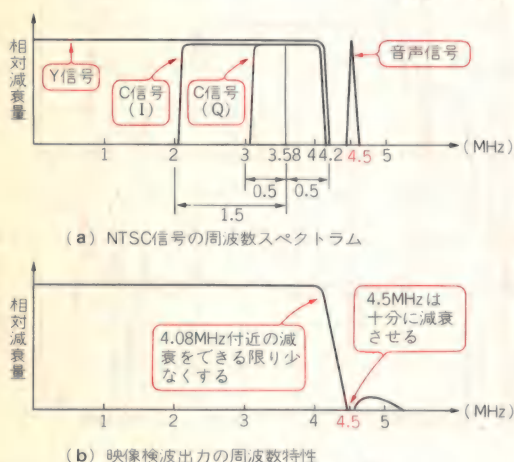 相対減衰量
Y信号
C信号
(I)
C信号
(Q)
音声信号
1
2
3
3.58
4
4.2
4.5
5
(MHz)
0.5
0.5
1.5
(a) NTSC信号の周波数スペクトラム
相対減衰量
4.08MHz付近の減
衰をできる限り少
なくする
4.5MHzは
十分に減衰
させる
1
2
3
4
4.5
5
(MHz)
(b) 映像検波出力の周波数特性